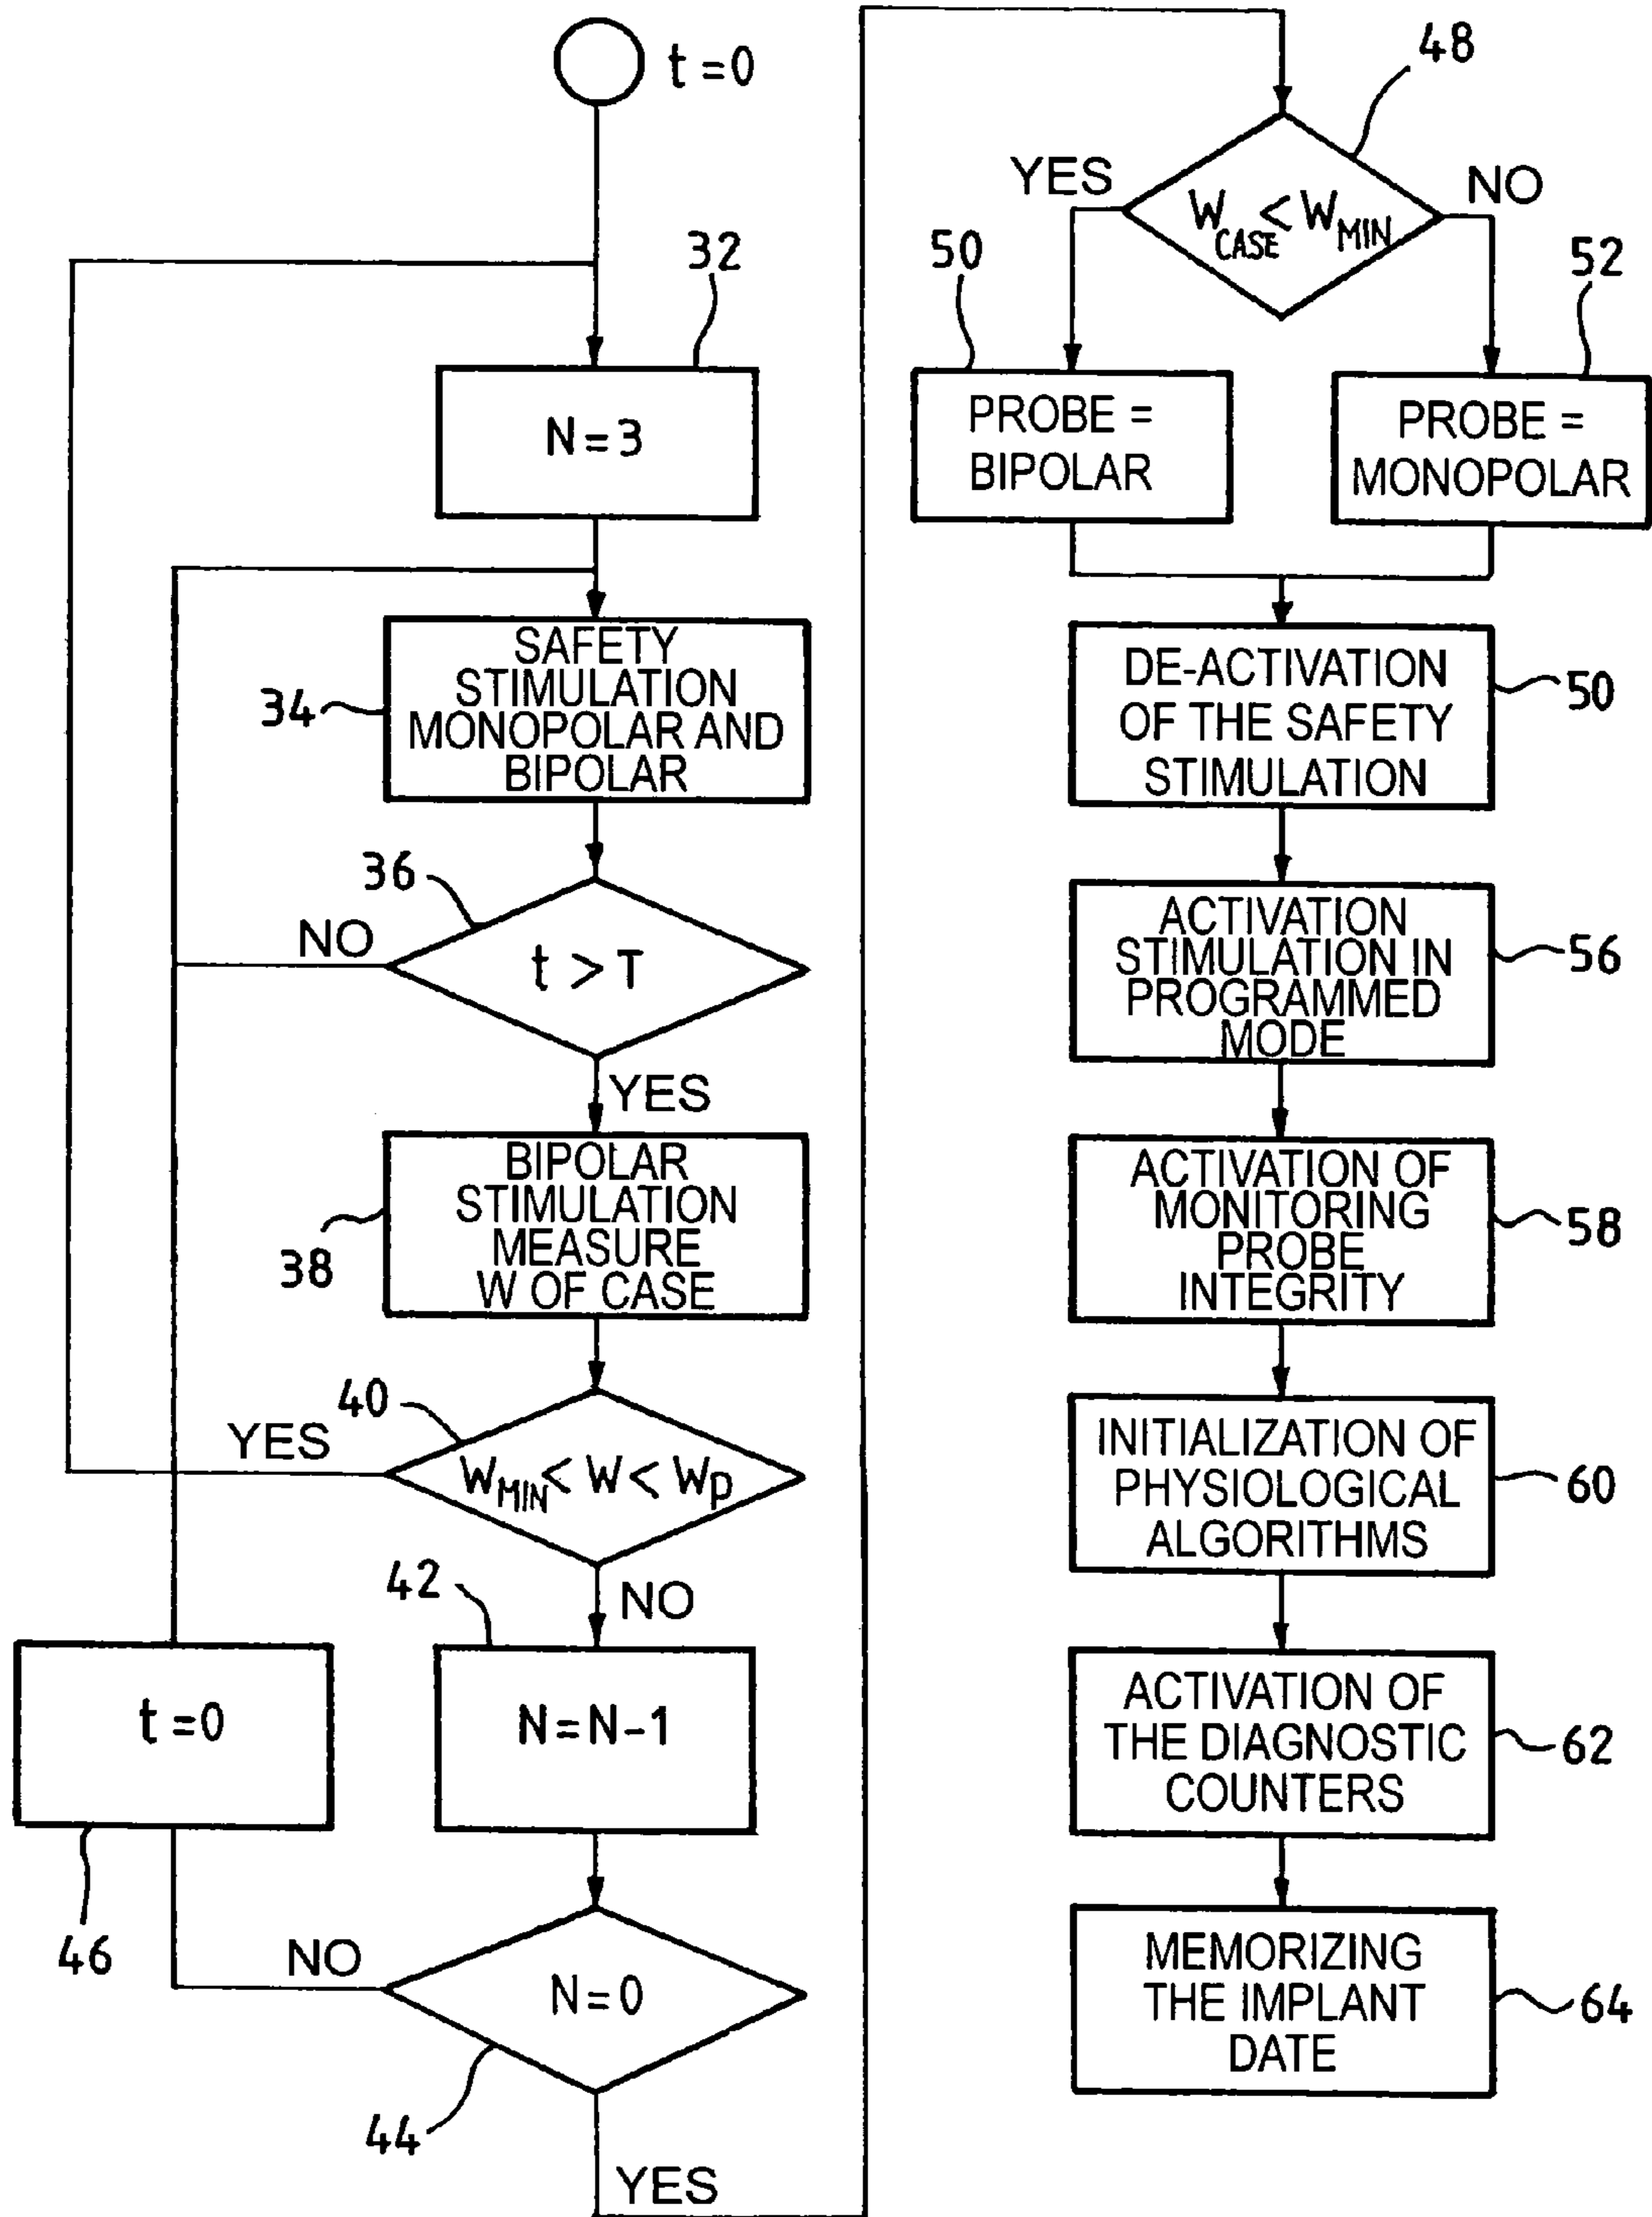 t=0
32
N=3
34
SAFETY
STIMULATION
MONOPOLAR AND
BIPOLAR
36
NO
t > T
YES
38
BIPOLAR
STIMULATION
MEASURE
W OF CASE
40
YES
W_MIN < W < W_P
NO
42
N=N-1
t=0
46
NO
N=0
44
YES
48
YES
W_CASE < W_MIN
NO
50
PROBE =
BIPOLAR
52
PROBE =
MONOPOLAR
DE-ACTIVATION
OF THE SAFETY
STIMULATION
50
ACTIVATION
STIMULATION IN
PROGRAMMED
MODE
56
ACTIVATION OF
MONITORING
PROBE
INTEGRITY
58
INITIALIZATION OF
PHYSIOLOGICAL
ALGORITHMS
60
ACTIVATION OF
THE DIAGNOSTIC
COUNTERS
62
MEMORIZING
THE IMPLANT
DATE
64